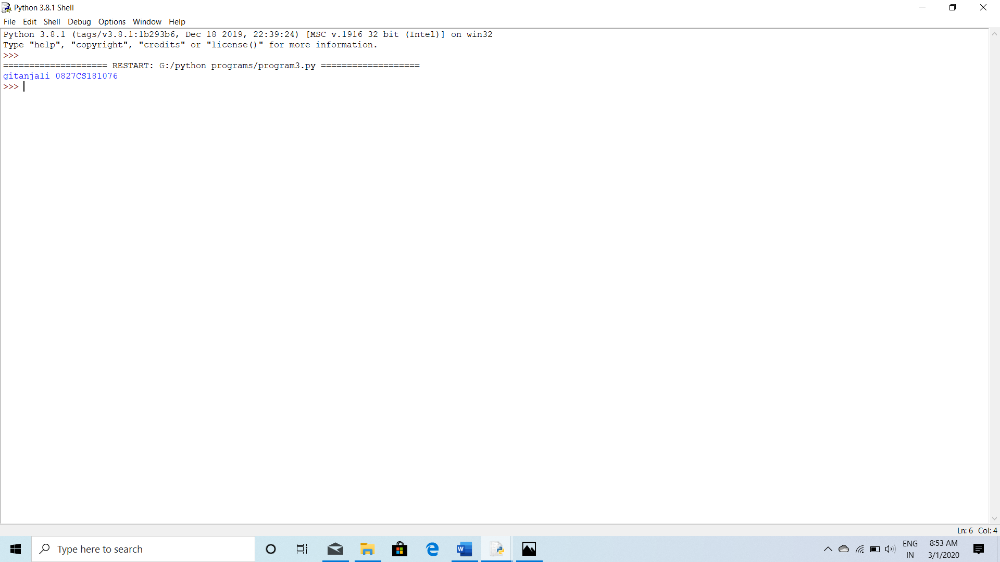 Python 3.8.1 Shell
File Edit Shell Debug Options Window Help
Python 3.8.1 (tags/v3.8.1:1b293b6, Dec 18 2019, 22:39:24) [MSC v.1916 32 bit (Intel)] on win32
Type "help", "copyright", "credits" or "license()" for more information.
>>>
==================== RESTART: G:/python programs/program3.py ===================
gitanjali 0827CS181076
>>>
Ln: 6 Col: 4
Type here to search
ENG
IN
8:53 AM
3/1/2020